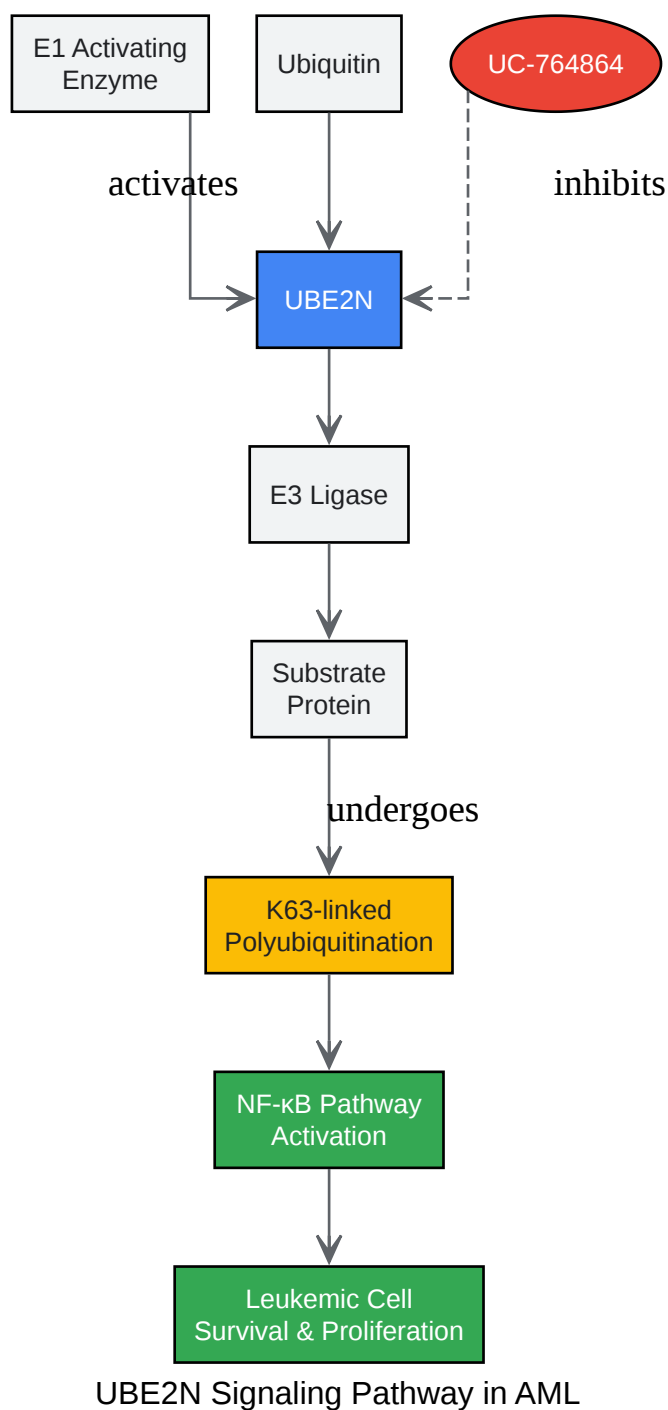 E1 Activating
Enzyme
Ubiquitin
UC-764864
activates
inhibits
UBE2N
E3 Ligase
Substrate
Protein
undergoes
K63-linked
Polyubiquitination
NF-κB Pathway
Activation
Leukemic Cell
Survival & Proliferation
UBE2N Signaling Pathway in AML